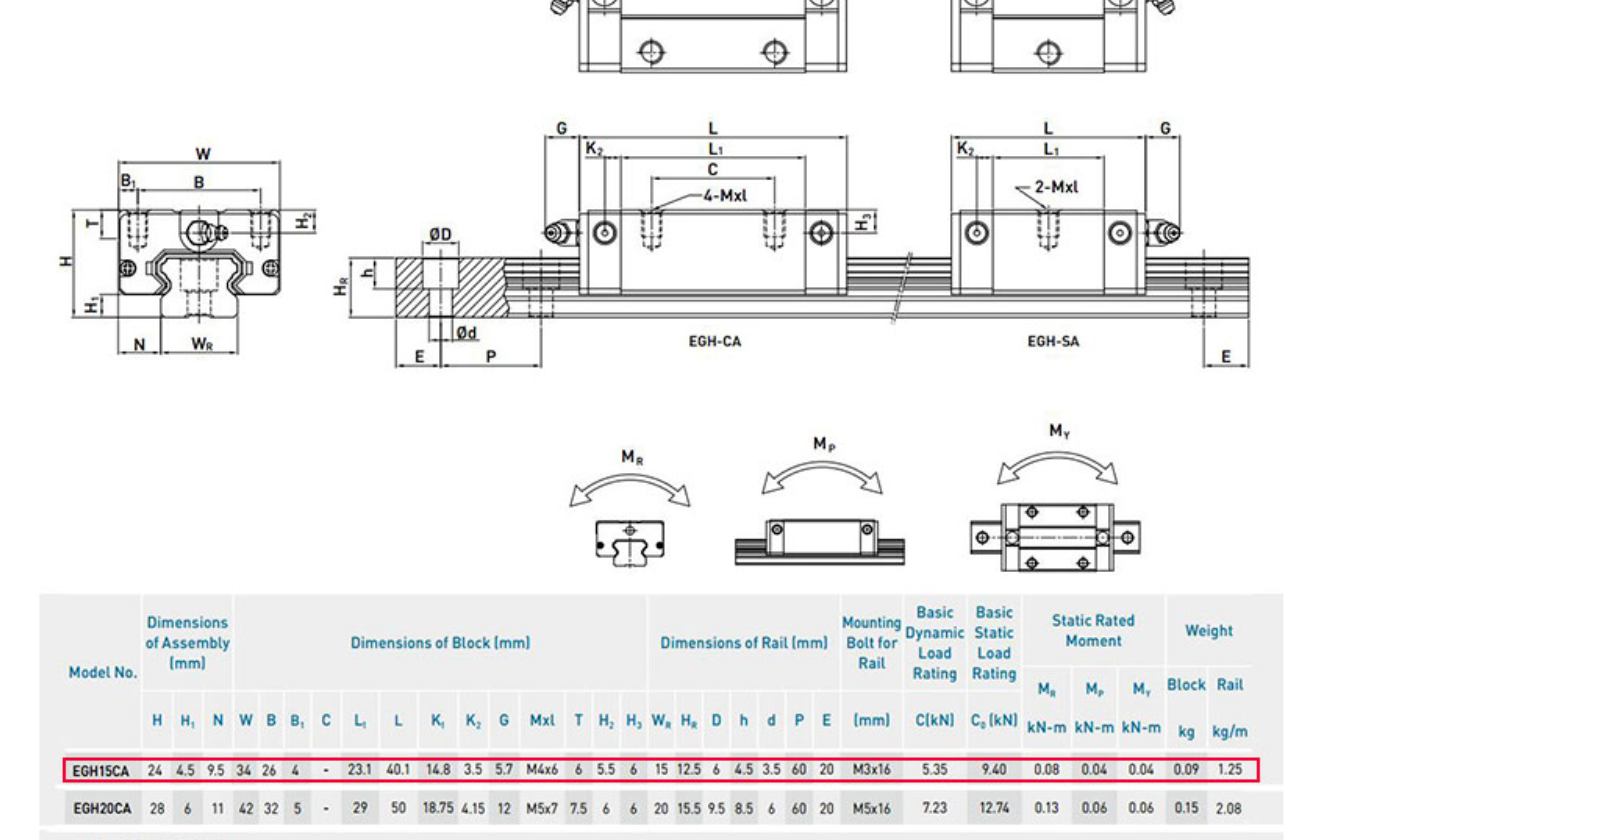 G L L G
K₂ L₁ K₂ L₁
W C
B₁ B 4-Mxl 2-Mxl
T H₂ H₃
ØD
H h
H₁ Hᴿ
Ød EGH-CA EGH-SA
N Wᴿ E P E
Mᴿ Mₚ Mᵧ
Model No. Dimensions of Assembly (mm) Dimensions of Block (mm) Dimensions of Rail (mm) Mounting Bolt for Rail Basic Dynamic Load Rating Basic Static Load Rating Static Rated Moment Weight
Mᴿ Mₚ Mᵧ Block Rail
H H₁ N W B B₁ C L₁ L K₁ K₂ G Mxl T H₂ H₃ Wᴿ Hᴿ D h d P E (mm) C(kN) C₀ (kN) kN-m kN-m kN-m kg kg/m
EGH15CA 24 4.5 9.5 34 26 4 - 23.1 40.1 14.8 3.5 5.7 M4x6 6 5.5 6 15 12.5 6 4.5 3.5 60 20 M3x16 5.35 9.40 0.08 0.04 0.04 0.09 1.25
EGH20CA 28 6 11 42 32 5 - 29 50 18.75 4.15 12 M5x7 7.5 6 6 20 15.5 9.5 8.5 6 60 20 M5x16 7.23 12.74 0.13 0.06 0.06 0.15 2.08